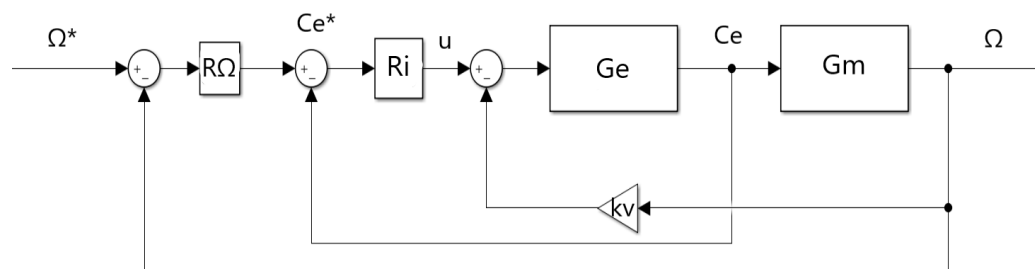 Ω*
+
-
RΩ
Ce*
+
-
Ri
u
+
-
Ge
Ce
Gm
Ω
kv